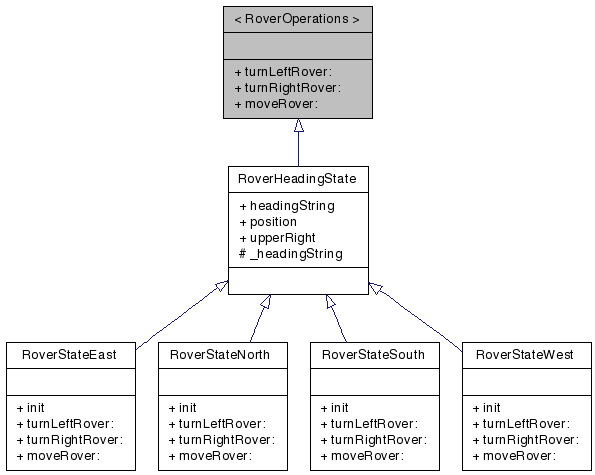 < RoverOperations >
+ turnLeftRover:
+ turnRightRover:
+ moveRover:
RoverHeadingState
+ headingString
+ position
+ upperRight
# _headingString
RoverStateEast
+ init
+ turnLeftRover:
+ turnRightRover:
+ moveRover:
RoverStateNorth
+ init
+ turnLeftRover:
+ turnRightRover:
+ moveRover:
RoverStateSouth
+ init
+ turnLeftRover:
+ turnRightRover:
+ moveRover:
RoverStateWest
+ init
+ turnLeftRover:
+ turnRightRover:
+ moveRover: